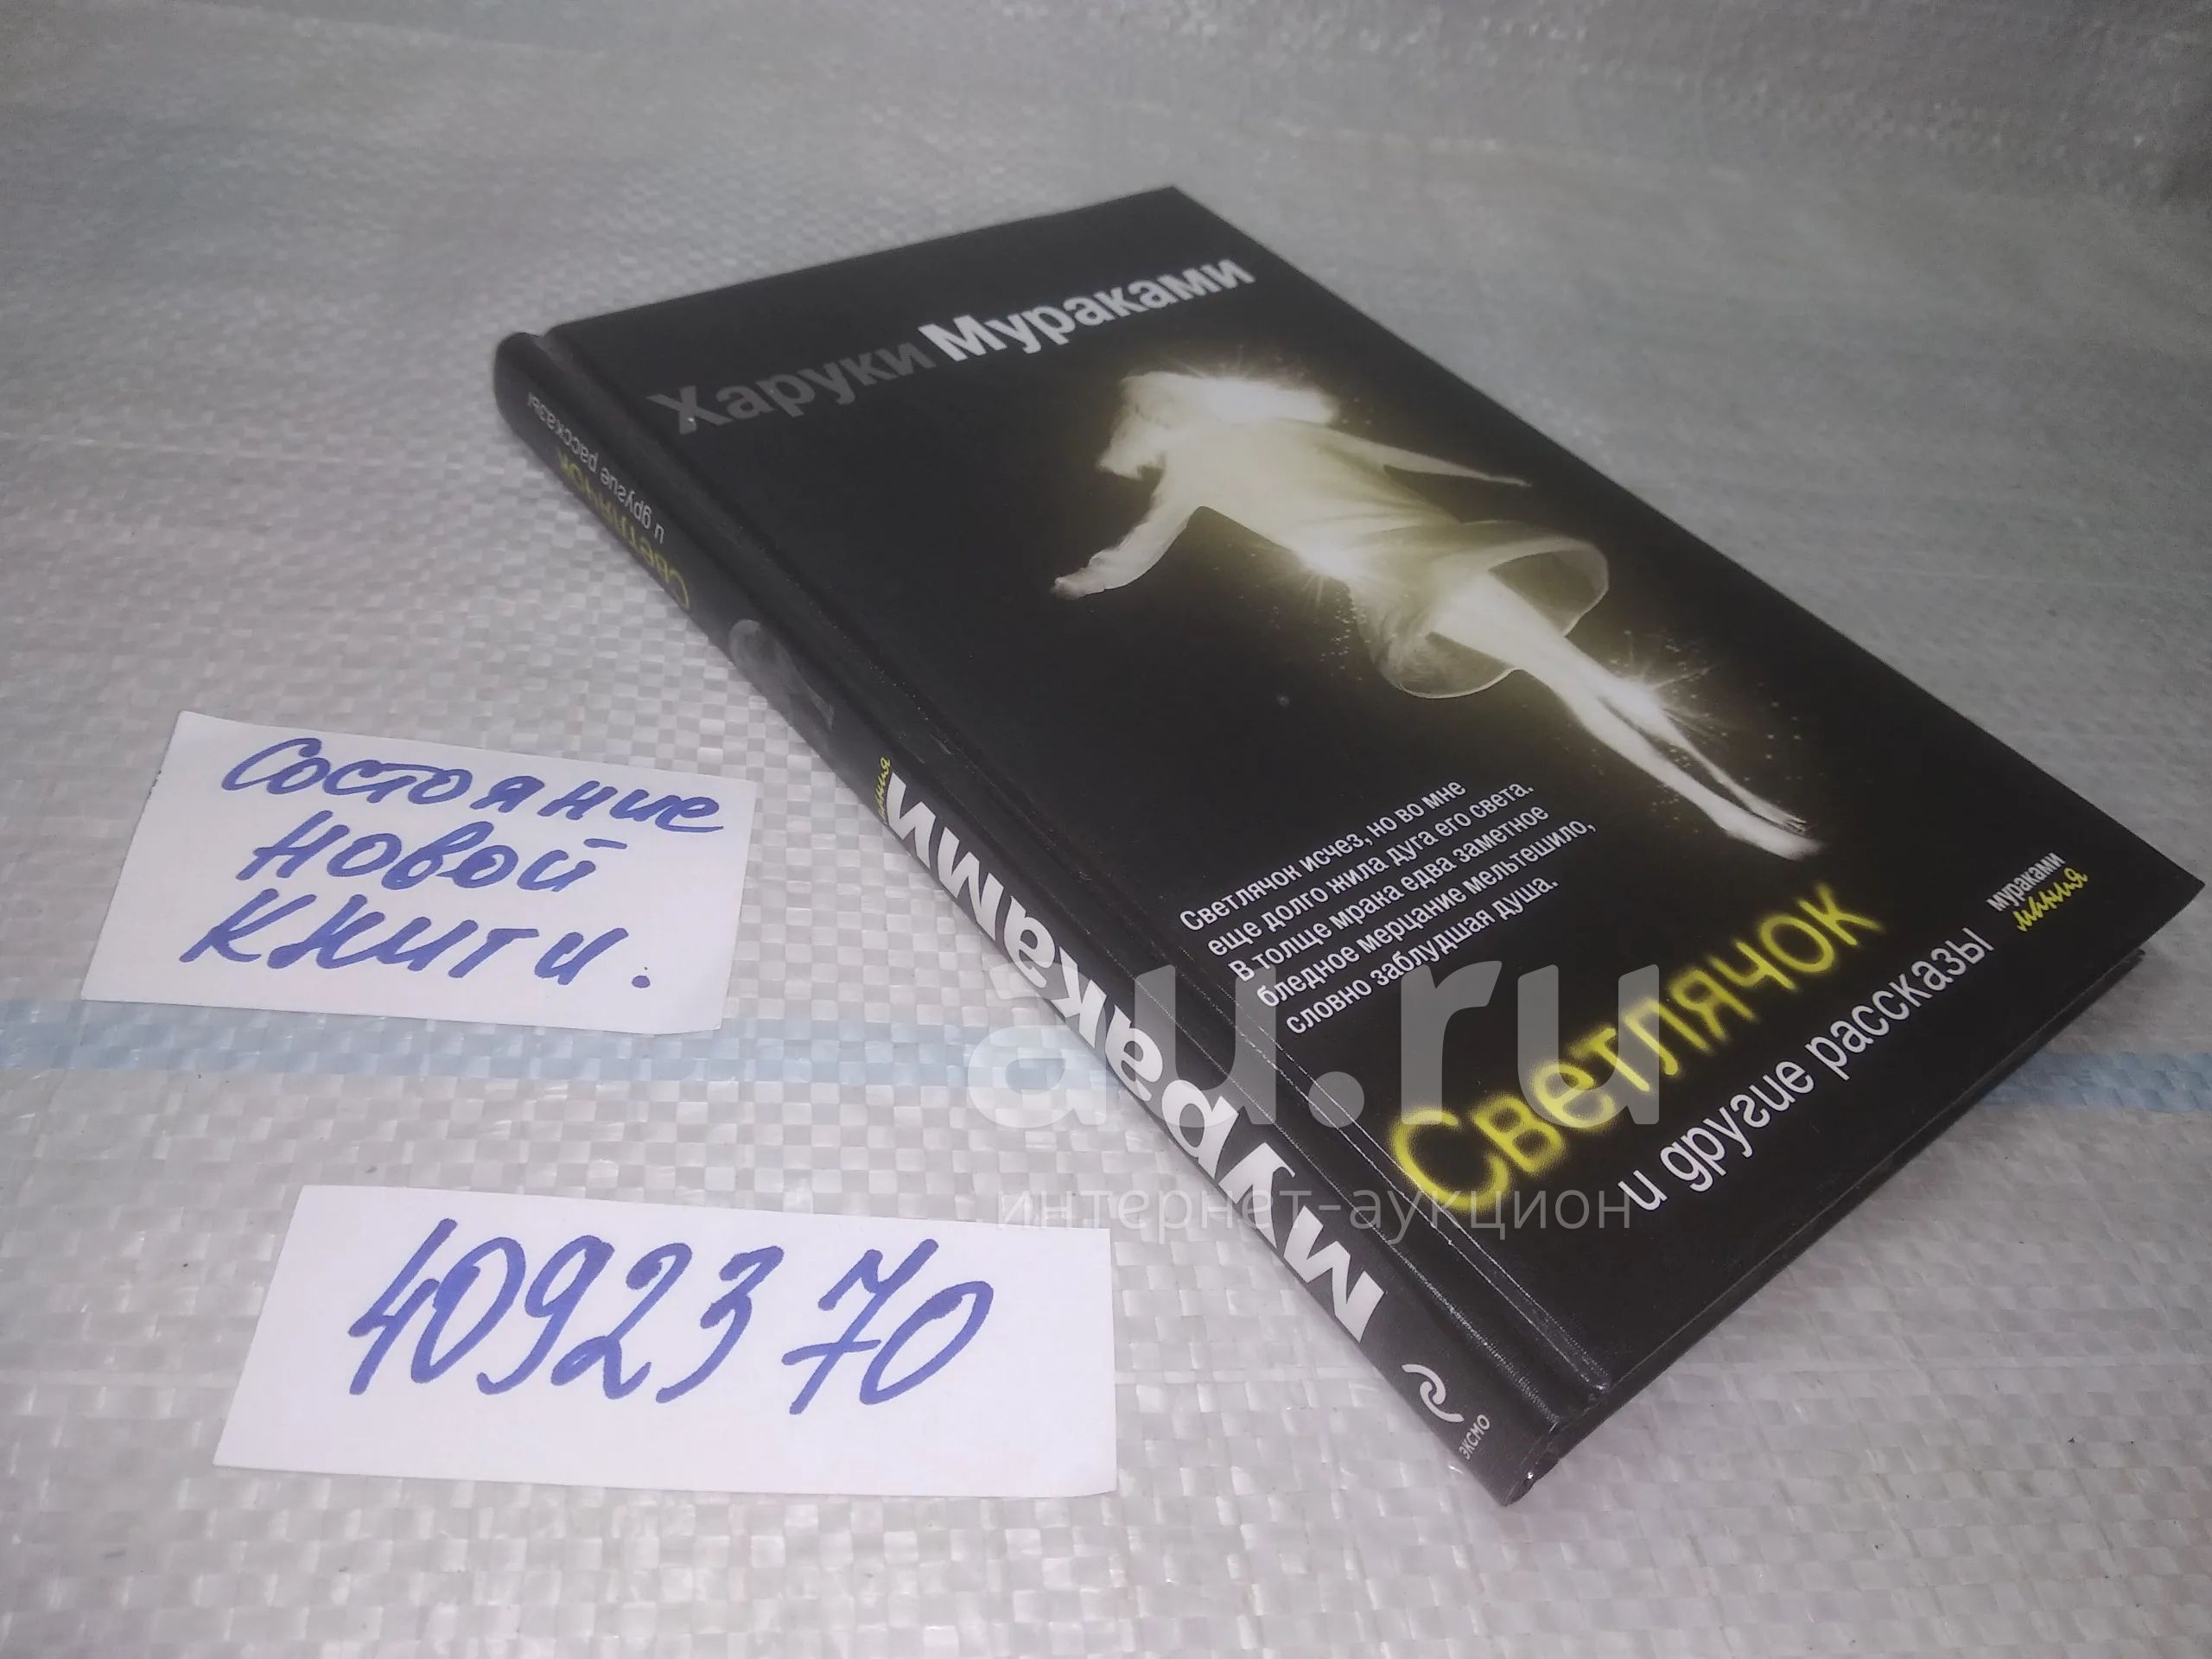 Харуки Мураками
Светлячок исчез, но во мне
еще долго жила дуга его света.
В толще мрака едва заметное
бледное мерцание мельтешило,
словно заблудшая душа.
Светлячок
и другие рассказы
мураками
мания
Светлячок
и другие рассказы
мания
Мураками
эксмо
Состояние
новой
книги.
4092370
au.ru
интернет-аукцион